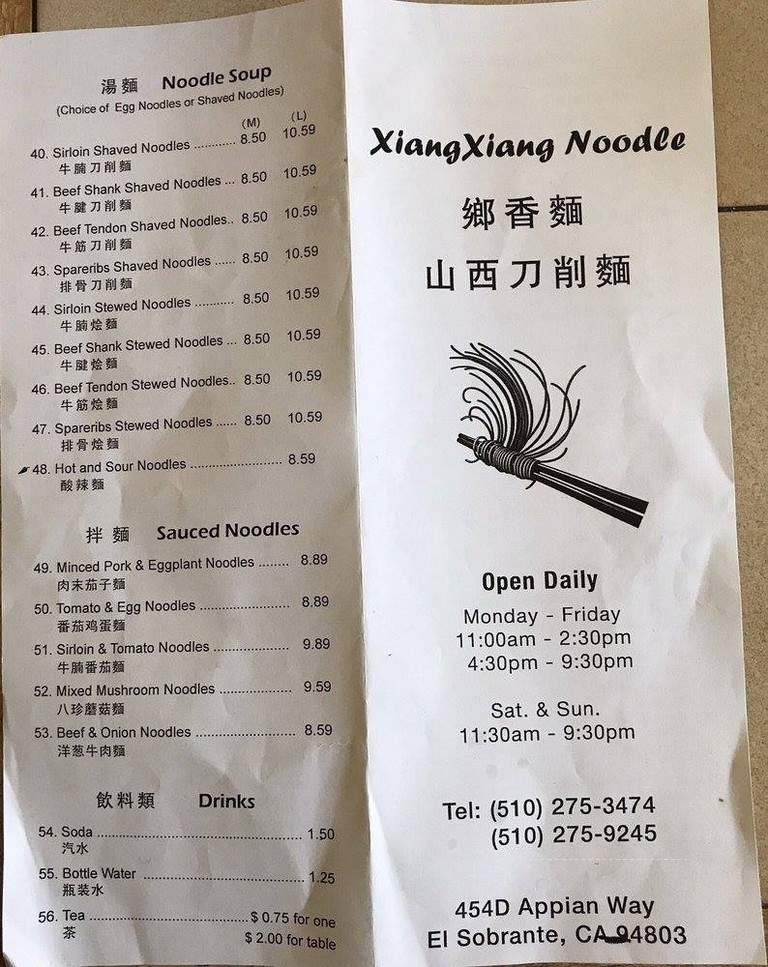 湯麵 Noodle Soup
(Choice of Egg Noodles or Shaved Noodles)
(M) (L)
40. Sirloin Shaved Noodles ............ 8.50 10.59
牛腩刀削麵
41. Beef Shank Shaved Noodles ... 8.50 10.59
牛腱刀削麵
42. Beef Tendon Shaved Noodles.. 8.50 10.59
牛筋刀削麵
43. Spareribs Shaved Noodles ...... 8.50 10.59
排骨刀削麵
44. Sirloin Stewed Noodles ........... 8.50 10.59
牛腩烩麵
45. Beef Shank Stewed Noodles ... 8.50 10.59
牛腱烩麵
46. Beef Tendon Stewed Noodles.. 8.50 10.59
牛筋烩麵
47. Spareribs Stewed Noodles ...... 8.50 10.59
排骨烩麵
48. Hot and Sour Noodles .......................... 8.59
酸辣麵
拌麵 Sauced Noodles
49. Minced Pork & Eggplant Noodles ........ 8.89
肉末茄子麵
50. Tomato & Egg Noodles ........................ 8.89
番茄鸡蛋麵
51. Sirloin & Tomato Noodles .................... 9.89
牛腩番茄麵
52. Mixed Mushroom Noodles ................... 9.59
八珍蘑菇麵
53. Beef & Onion Noodles .......................... 8.59
洋葱牛肉麵
飲料類 Drinks
54. Soda ...................................................... 1.50
汽水
55. Bottle Water .......................................... 1.25
瓶装水
56. Tea ..........................................$ 0.75 for one
茶 $ 2.00 for table
XiangXiang Noodle
鄉香麵
山西刀削麵
Open Daily
Monday - Friday
11:00am - 2:30pm
4:30pm - 9:30pm
Sat. & Sun.
11:30am - 9:30pm
Tel: (510) 275-3474
(510) 275-9245
454D Appian Way
El Sobrante, CA 94803